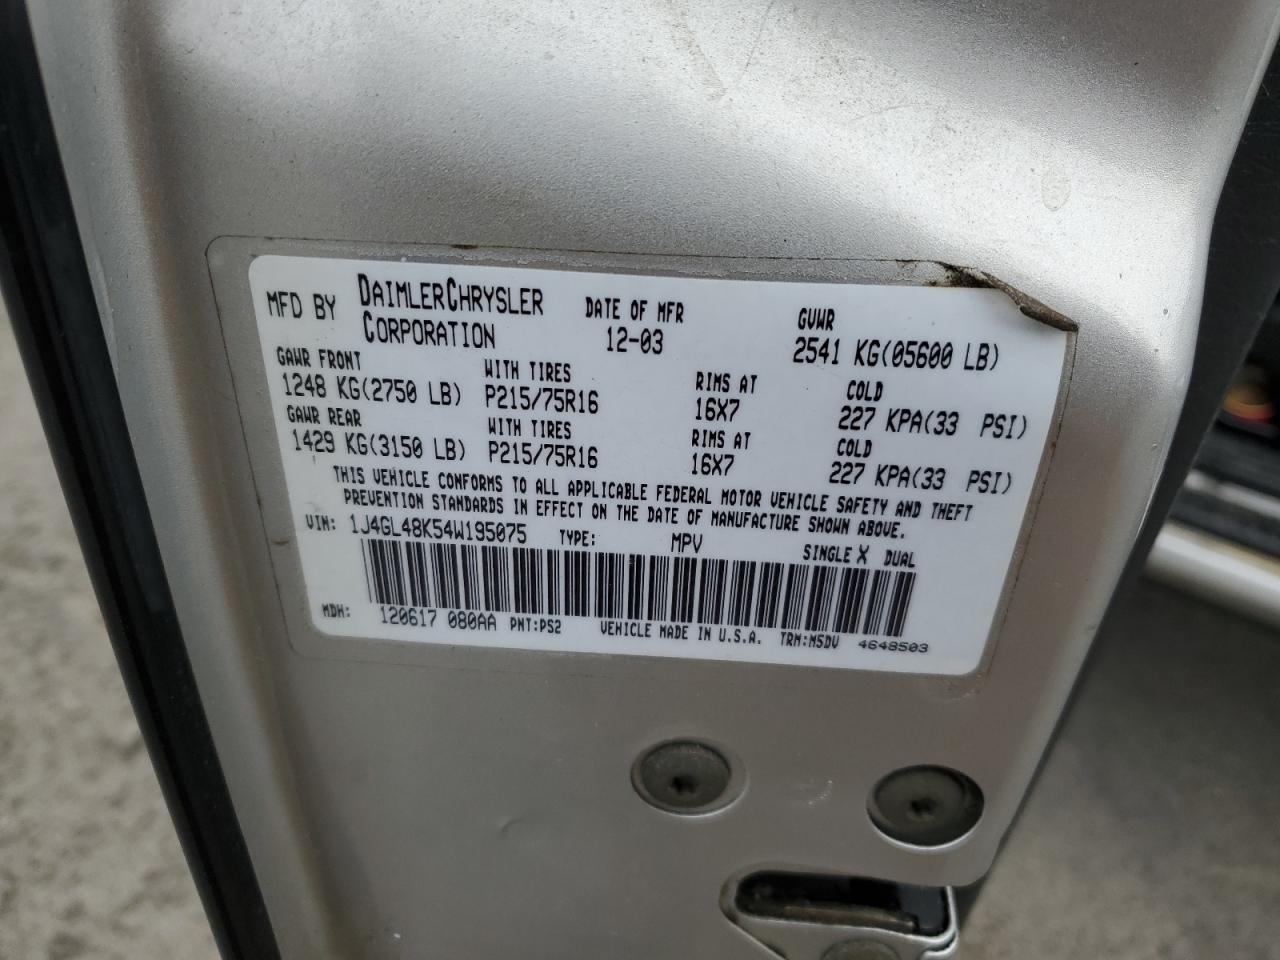 MFD BY DAIMLERCHRYSLER CORPORATION DATE OF MFR 12-03 GVWR 2541 KG(05600 LB)
GAWR FRONT WITH TIRES RIMS AT COLD
1248 KG(2750 LB) P215/75R16 16X7 227 KPA(33 PSI)
GAWR REAR WITH TIRES RIMS AT COLD
1429 KG(3150 LB) P215/75R16 16X7 227 KPA(33 PSI)
THIS VEHICLE CONFORMS TO ALL APPLICABLE FEDERAL MOTOR VEHICLE SAFETY AND THEFT
PREVENTION STANDARDS IN EFFECT ON THE DATE OF MANUFACTURE SHOWN ABOVE.
VIN: 1J4GL48K54W195075 TYPE: MPV SINGLE X DUAL
MDH: 120617 080AA PNT:PS2 VEHICLE MADE IN U.S.A. TRM:M5DV 4648503